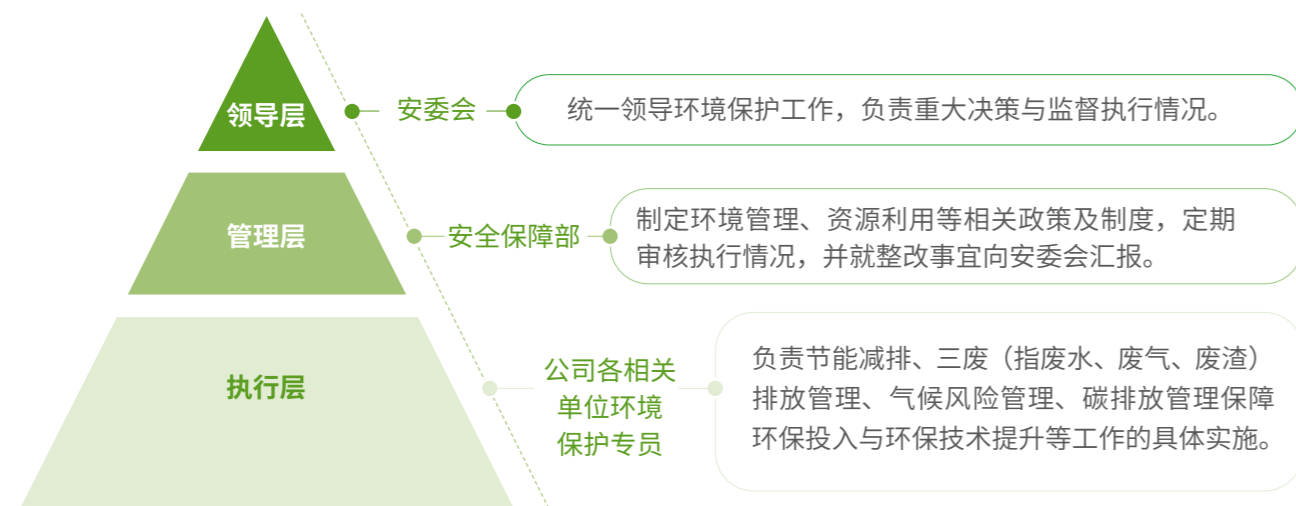 领导层
安委会
统一领导环境保护工作，负责重大决策与监督执行情况。
管理层
安全保障部
制定环境管理、资源利用等相关政策及制度，定期
审核执行情况，并就整改事宜向安委会汇报。
执行层
公司各相关
单位环境
保护专员
负责节能减排、三废（指废水、废气、废渣）
排放管理、气候风险管理、碳排放管理保障
环保投入与环保技术提升等工作的具体实施。